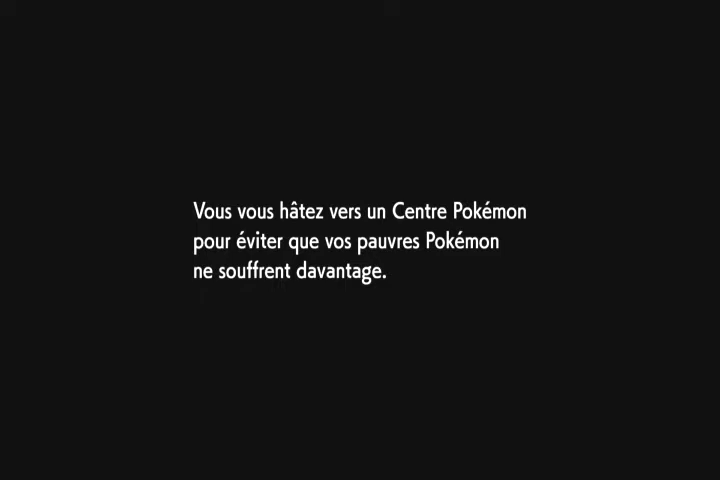 Vous vous hâtez vers un Centre Pokémon
pour éviter que vos pauvres Pokémon
ne souffrent davantage.